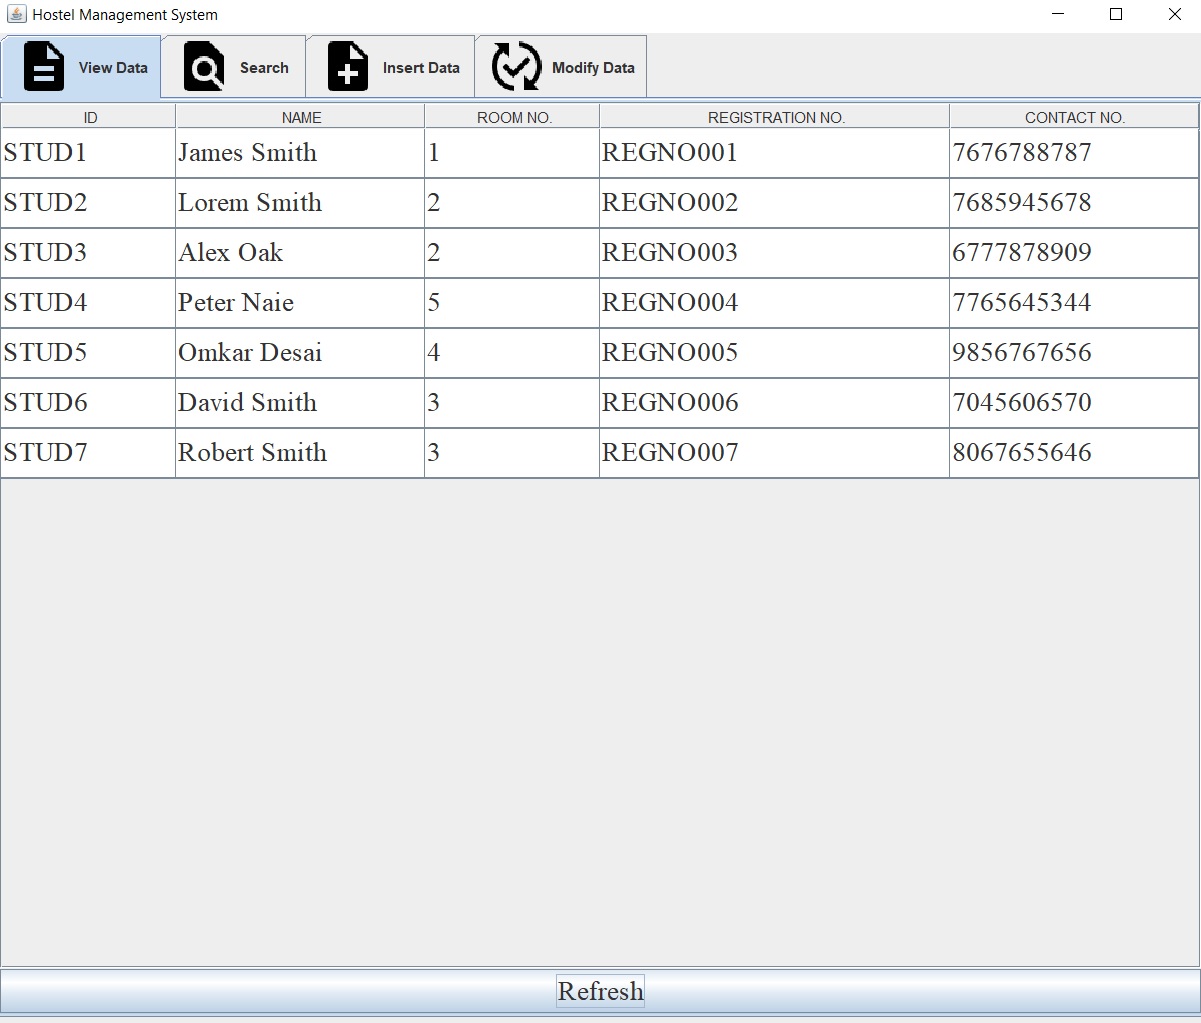 Hostel Management System
View Data Search Insert Data Modify Data
ID NAME ROOM NO. REGISTRATION NO. CONTACT NO.
STUD1 James Smith 1 REGNO001 7676788787
STUD2 Lorem Smith 2 REGNO002 7685945678
STUD3 Alex Oak 2 REGNO003 6777878909
STUD4 Peter Naie 5 REGNO004 7765645344
STUD5 Omkar Desai 4 REGNO005 9856767656
STUD6 David Smith 3 REGNO006 7045606570
STUD7 Robert Smith 3 REGNO007 8067655646
Refresh